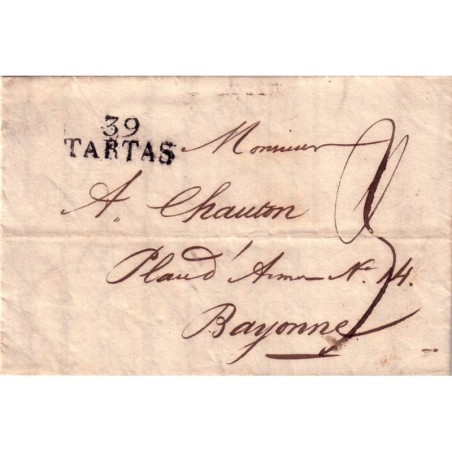 39
TARTAS
Monsieur
A. Chauton
Place d'Armes N.° 14.
Bayonne